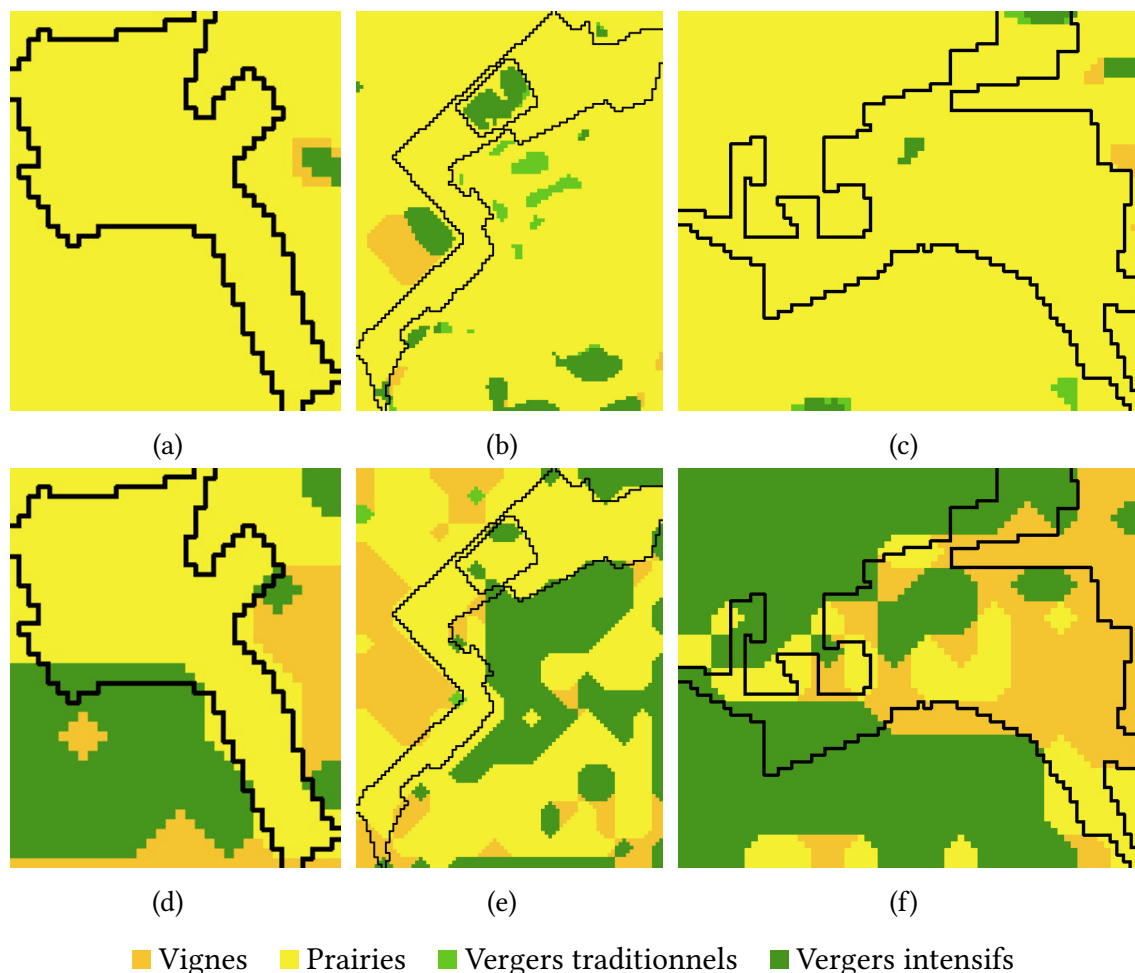 (a) (b) (c)
(d) (e) (f)
Vignes Prairies Vergers traditionnels Vergers intensifs